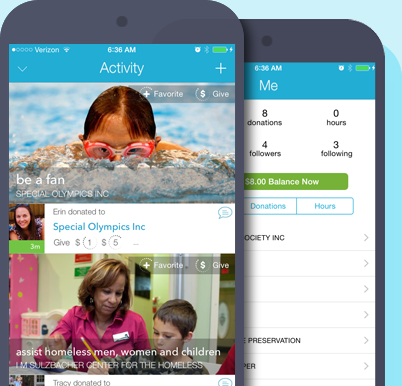 Verizon 6:36 AM
Activity +
+ Favorite $ Give
be a fan
SPECIAL OLYMPICS INC
Erin donated to
Special Olympics Inc
Give $ 1 $ 5 ...
3m
+ Favorite $ Give
assist homeless men, women and children
I M SULZBACHER CENTER FOR THE HOMELESS
Tracy donated to
6:36 AM
Me
8 0
donations hours
4 3
followers following
$8.00 Balance Now
Donations Hours
SOCIETY INC
PRESERVATION